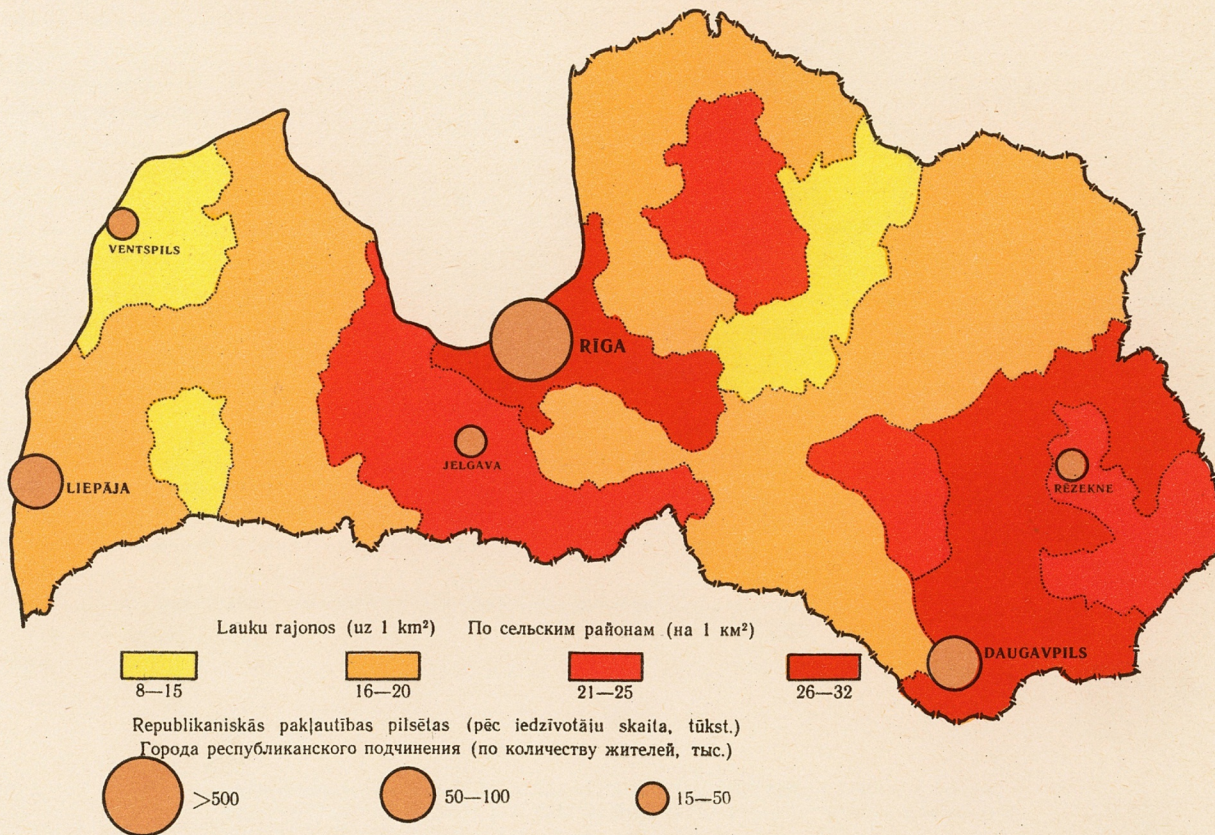 VENTSPILS
RĪGA
JELGAVA
LIEPĀJA
RĒZEKNE
DAUGAVPILS
Lauku rajonos (uz 1 km²) По сельским районам (на 1 км²)
8—15 16—20 21—25 26—32
Republikaniskās pakļautības pilsētas (pēc iedzīvotāju skaita, tūkst.)
Города республиканского подчинения (по количеству жителей, тыс.)
>500 50—100 15—50